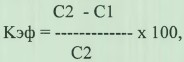 С2 - С1
Кэф = ------------- х 100,
С2